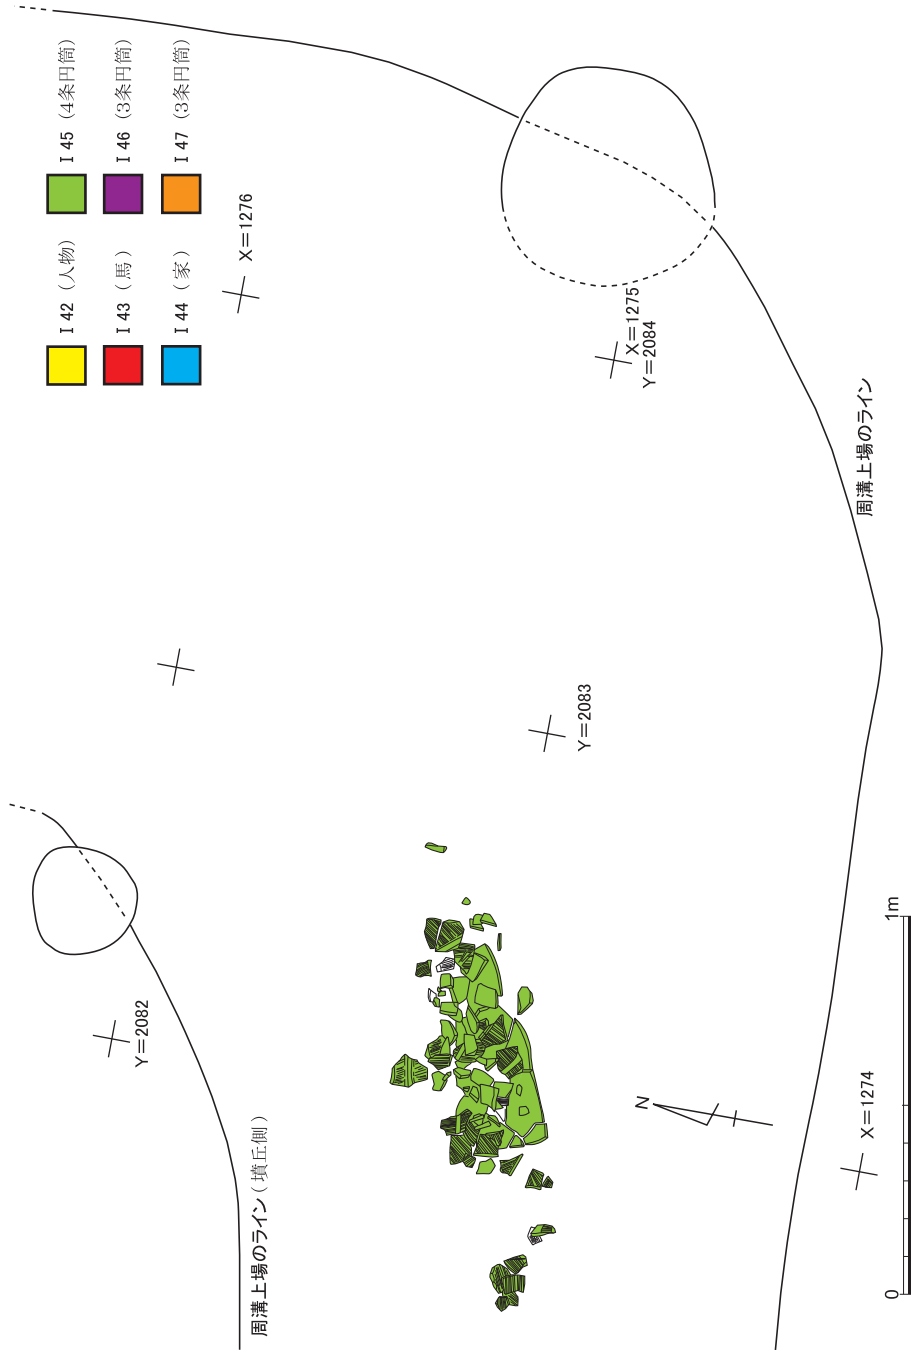 I 45（4条円筒）
I 46（3条円筒）
I 47（3条円筒）
I 42（人物）
I 43（馬）
I 44（家）
X＝1276
X＝1275
Y＝2084
周溝上場のライン
Y＝2083
Y＝2082
周溝上場のライン（墳丘側）
N
X＝1274
0
1m